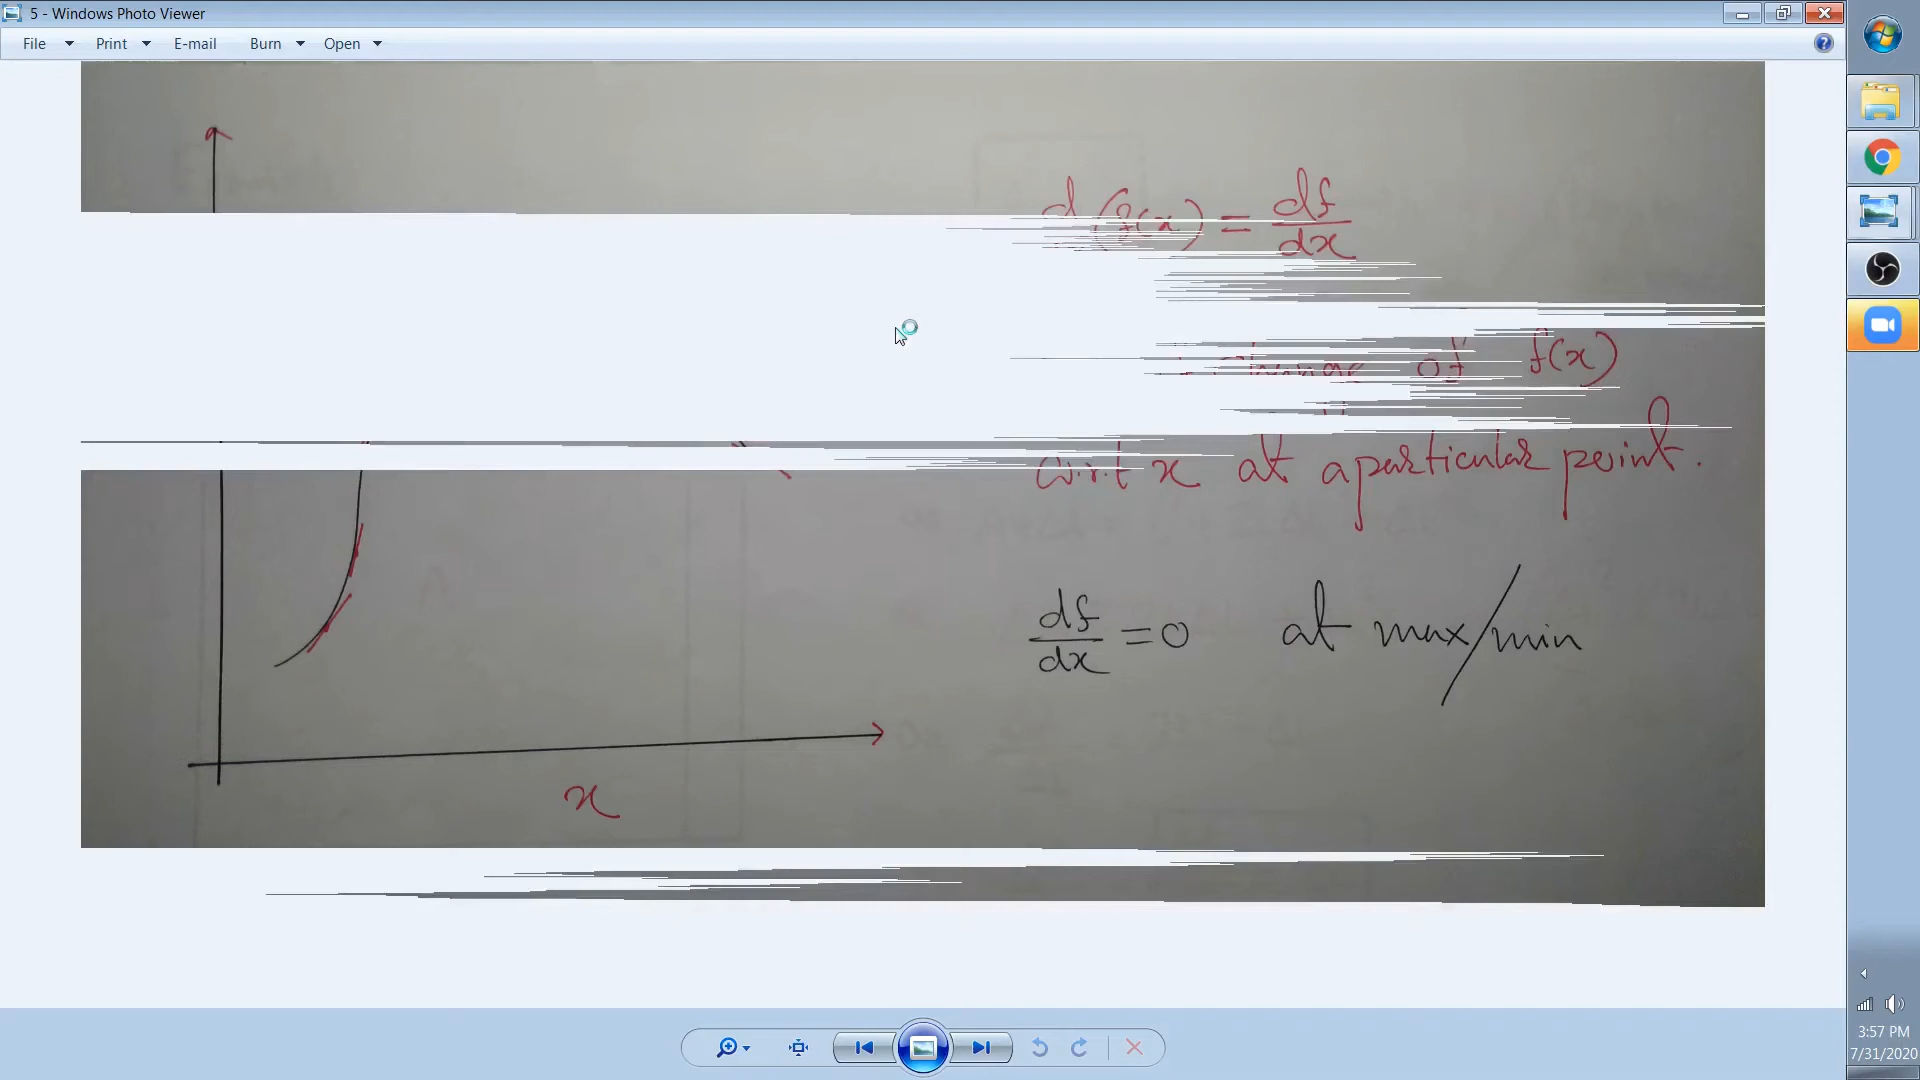 5 - Windows Photo Viewer
File Print E-mail Burn Open
(f(x)) = df/dx
of f(x)
w.r.t x at a particular point.
df/dx = 0 at max/min
x
3:57 PM
7/31/2020